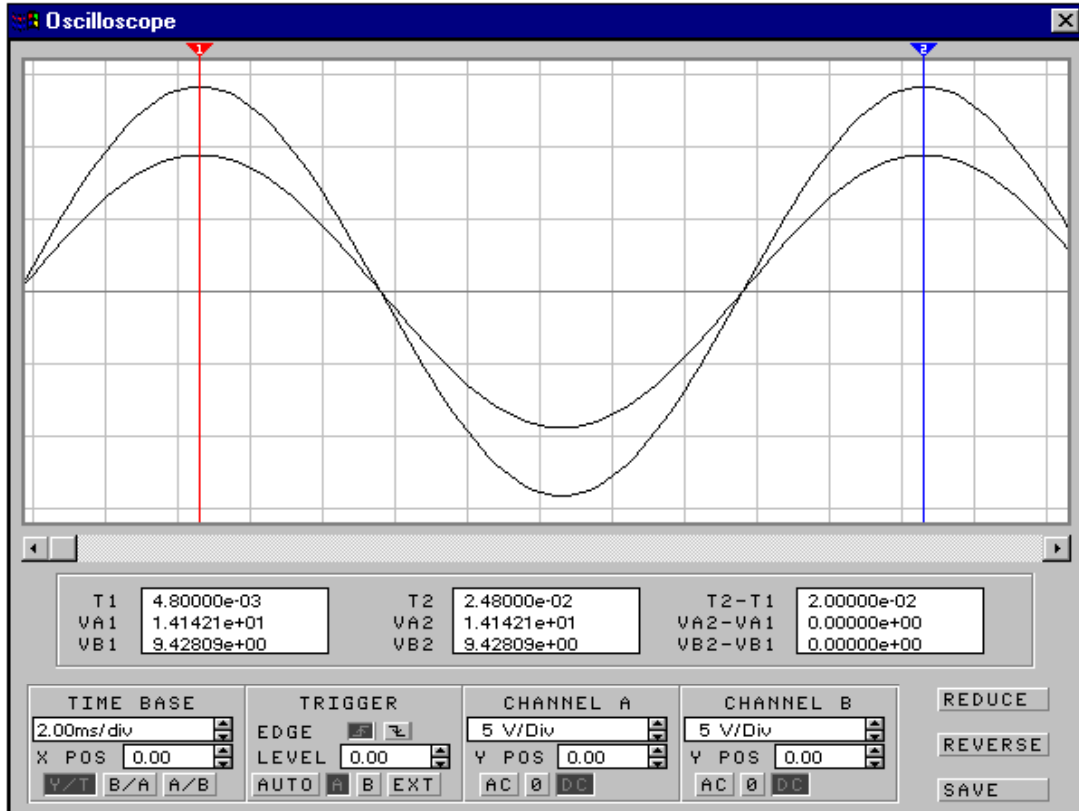 Oscilloscope
1 2
T1 4.80000e-03 T2 2.48000e-02 T2-T1 2.00000e-02
VA1 1.41421e+01 VA2 1.41421e+01 VA2-VA1 0.00000e+00
VB1 9.42809e+00 VB2 9.42809e+00 VB2-VB1 0.00000e+00
TIME BASE TRIGGER CHANNEL A CHANNEL B REDUCE
2.00ms/div EDGE 5 V/Div 5 V/Div
X POS 0.00 LEVEL 0.00 Y POS 0.00 Y POS 0.00 REVERSE
Y/T B/A A/B AUTO A B EXT AC 0 DC AC 0 DC SAVE